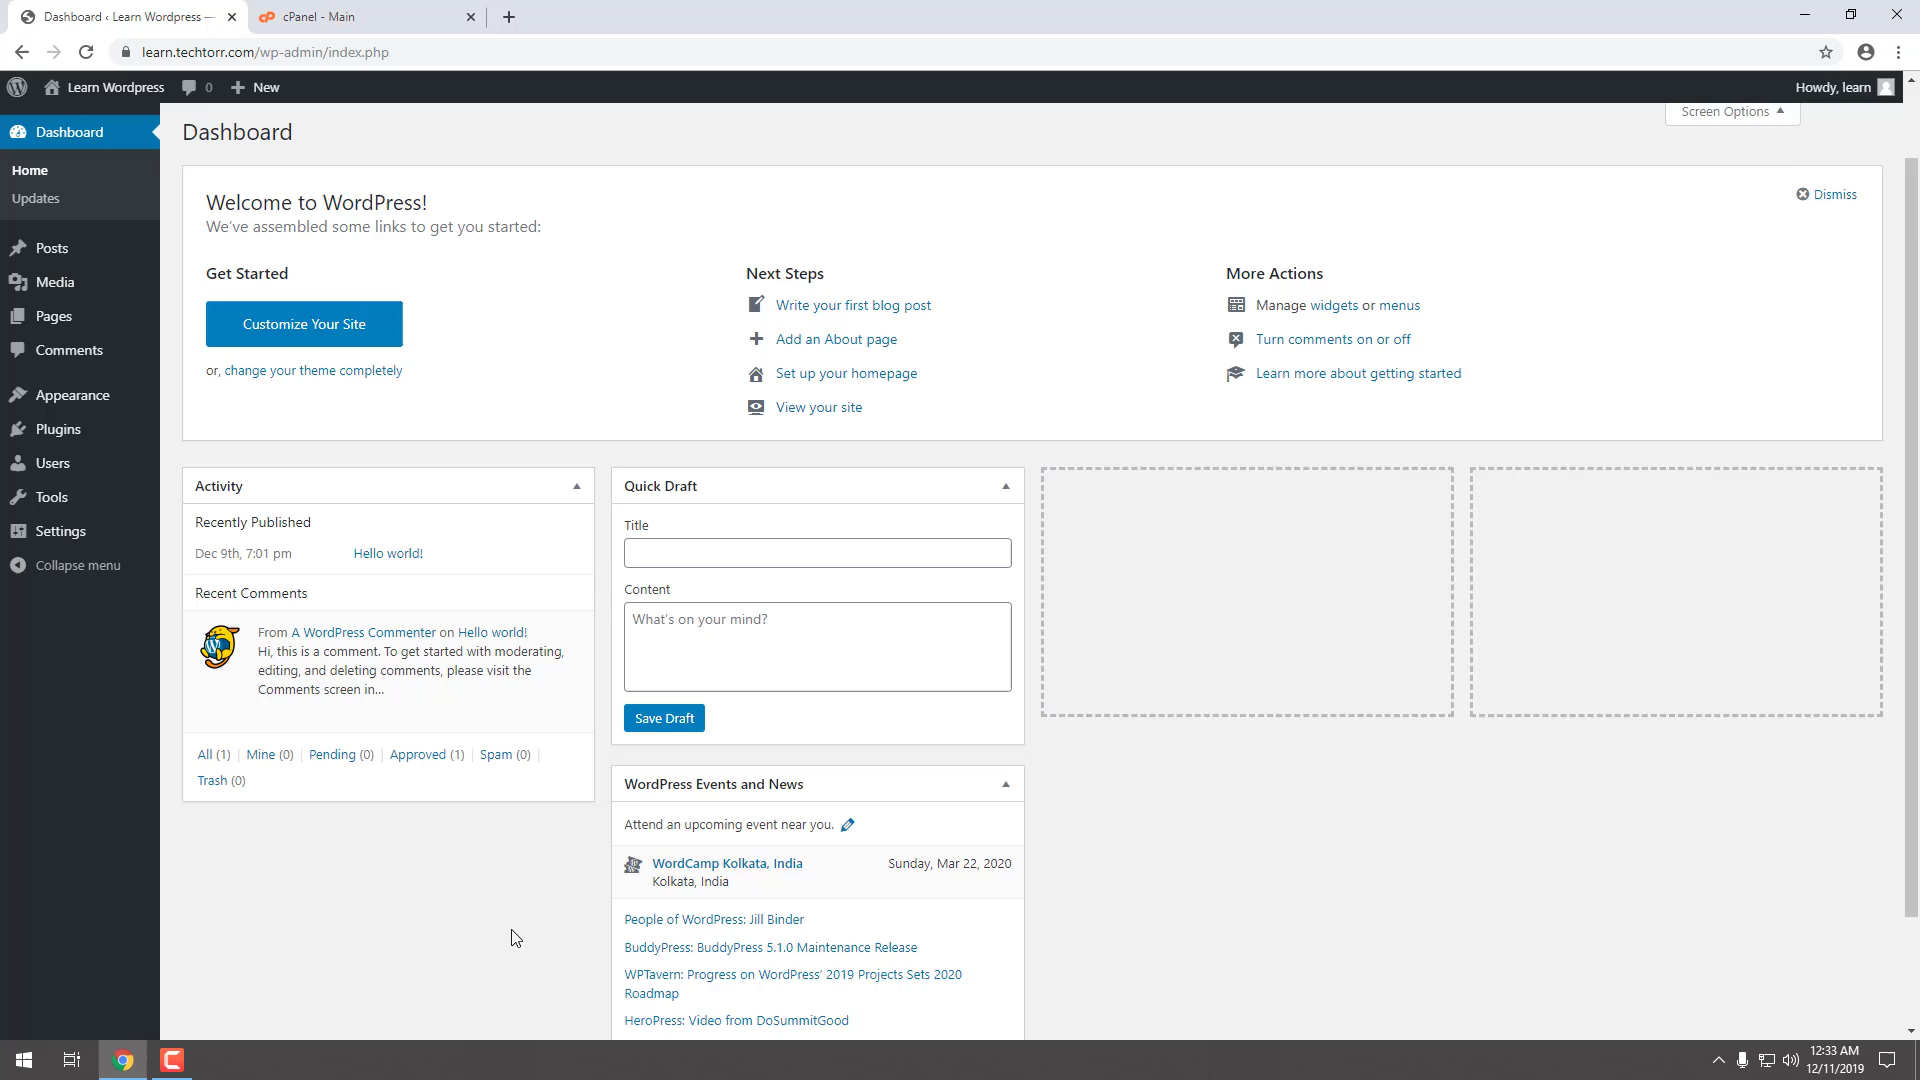 Dashboard ‹ Learn Wordpress —
cPanel - Main
learn.techtorr.com/wp-admin/index.php
Learn Wordpress 0 New
Howdy, learn
Screen Options
Dashboard
Home
Updates
Posts
Media
Pages
Comments
Appearance
Plugins
Users
Tools
Settings
Collapse menu
Dashboard
Welcome to WordPress!
We've assembled some links to get you started:
Dismiss
Get Started
Customize Your Site
or, change your theme completely
Next Steps
Write your first blog post
Add an About page
Set up your homepage
View your site
More Actions
Manage widgets or menus
Turn comments on or off
Learn more about getting started
Activity
Recently Published
Dec 9th, 7:01 pm Hello world!
Recent Comments
From A WordPress Commenter on Hello world!
Hi, this is a comment. To get started with moderating,
editing, and deleting comments, please visit the
Comments screen in...
All (1) | Mine (0) | Pending (0) | Approved (1) | Spam (0) |
Trash (0)
Quick Draft
Title
Content
What's on your mind?
Save Draft
WordPress Events and News
Attend an upcoming event near you.
WordCamp Kolkata, India Sunday, Mar 22, 2020
Kolkata, India
People of WordPress: Jill Binder
BuddyPress: BuddyPress 5.1.0 Maintenance Release
WPTavern: Progress on WordPress' 2019 Projects Sets 2020
Roadmap
HeroPress: Video from DoSummitGood
12:33 AM
12/11/2019